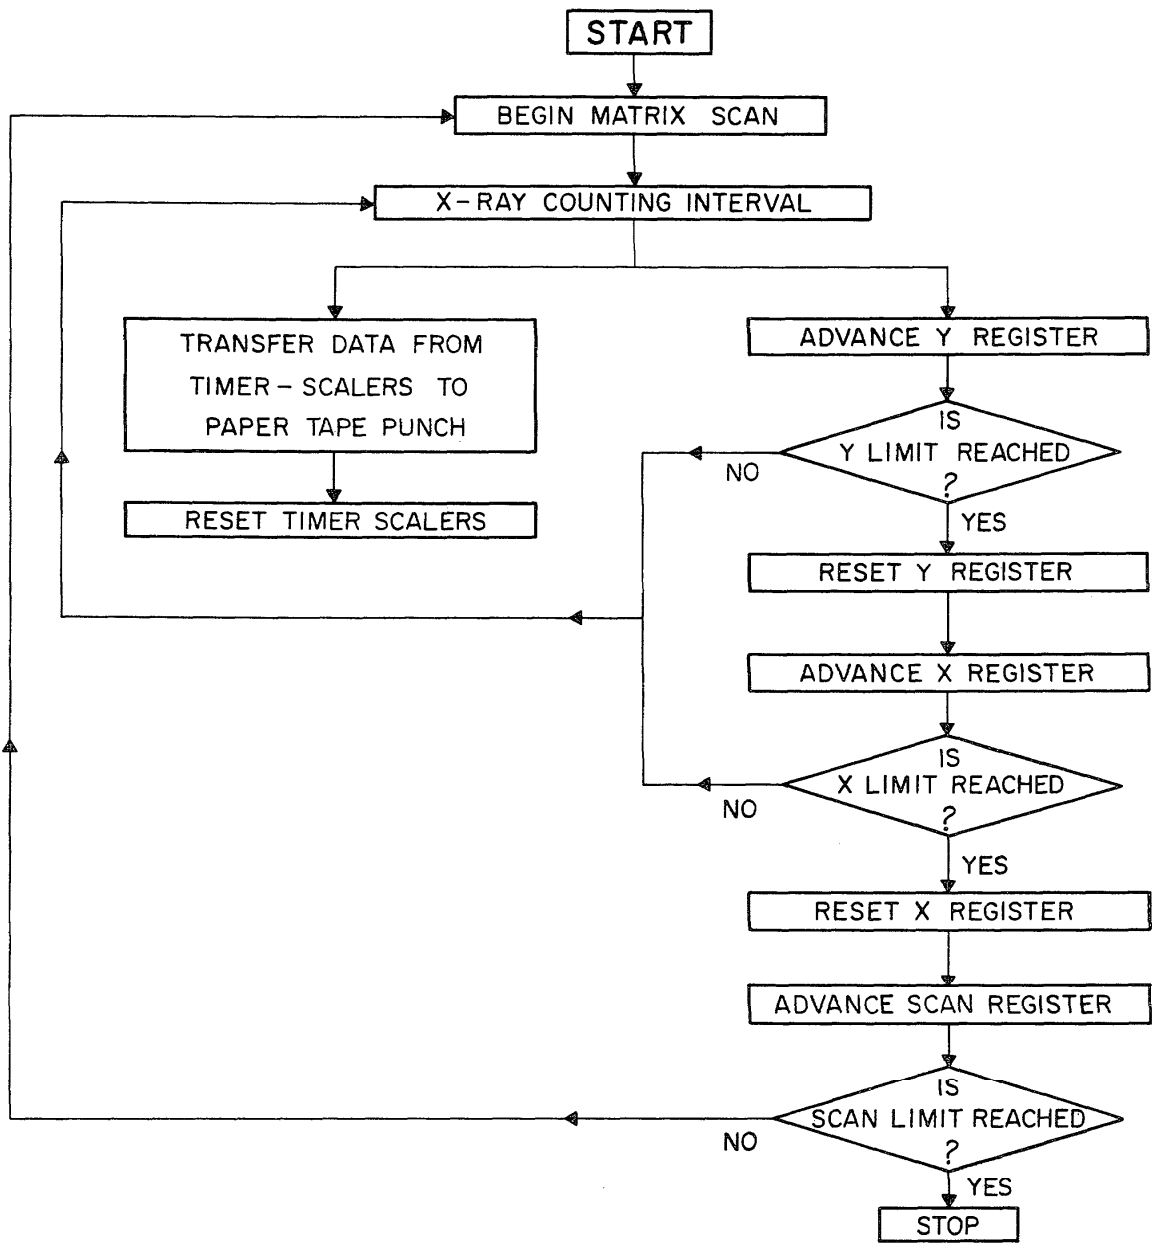 START
BEGIN MATRIX SCAN
X-RAY COUNTING INTERVAL
TRANSFER DATA FROM
TIMER-SCALERS TO
PAPER TAPE PUNCH
RESET TIMER SCALERS
ADVANCE Y REGISTER
IS
Y LIMIT REACHED
?
NO
YES
RESET Y REGISTER
ADVANCE X REGISTER
IS
X LIMIT REACHED
?
NO
YES
RESET X REGISTER
ADVANCE SCAN REGISTER
IS
SCAN LIMIT REACHED
?
NO
YES
STOP